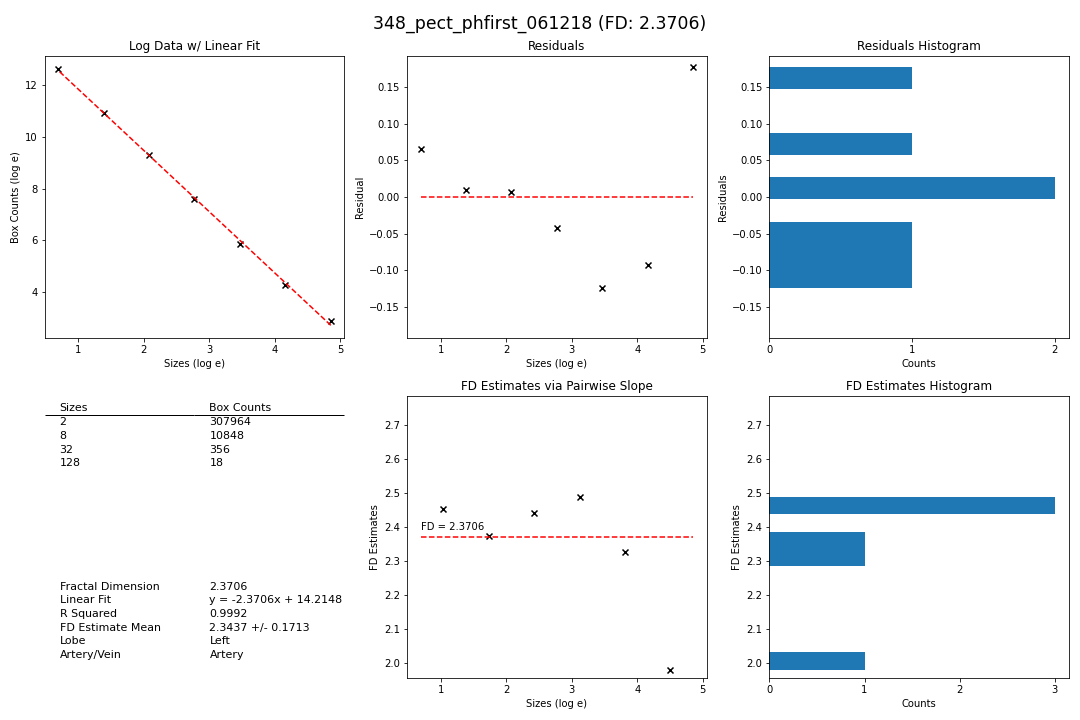 348_pect_phfirst_061218 (FD: 2.3706)
Log Data w/ Linear Fit
Box Counts (log e)
12
10
8
6
4
1 2 3 4 5
Sizes (log e)
Residuals
Residual
0.15
0.10
0.05
0.00
−0.05
−0.10
−0.15
1 2 3 4 5
Sizes (log e)
Residuals Histogram
Residuals
0.15
0.10
0.05
0.00
−0.05
−0.10
−0.15
0 1 2
Counts
Sizes Box Counts
2 307964
8 10848
32 356
128 18
Fractal Dimension 2.3706
Linear Fit y = -2.3706x + 14.2148
R Squared 0.9992
FD Estimate Mean 2.3437 +/- 0.1713
Lobe Left
Artery/Vein Artery
FD Estimates via Pairwise Slope
FD Estimates
2.7
2.6
2.5
2.4
2.3
2.2
2.1
2.0
FD = 2.3706
1 2 3 4 5
Sizes (log e)
FD Estimates Histogram
FD Estimates
2.7
2.6
2.5
2.4
2.3
2.2
2.1
2.0
0 1 2 3
Counts